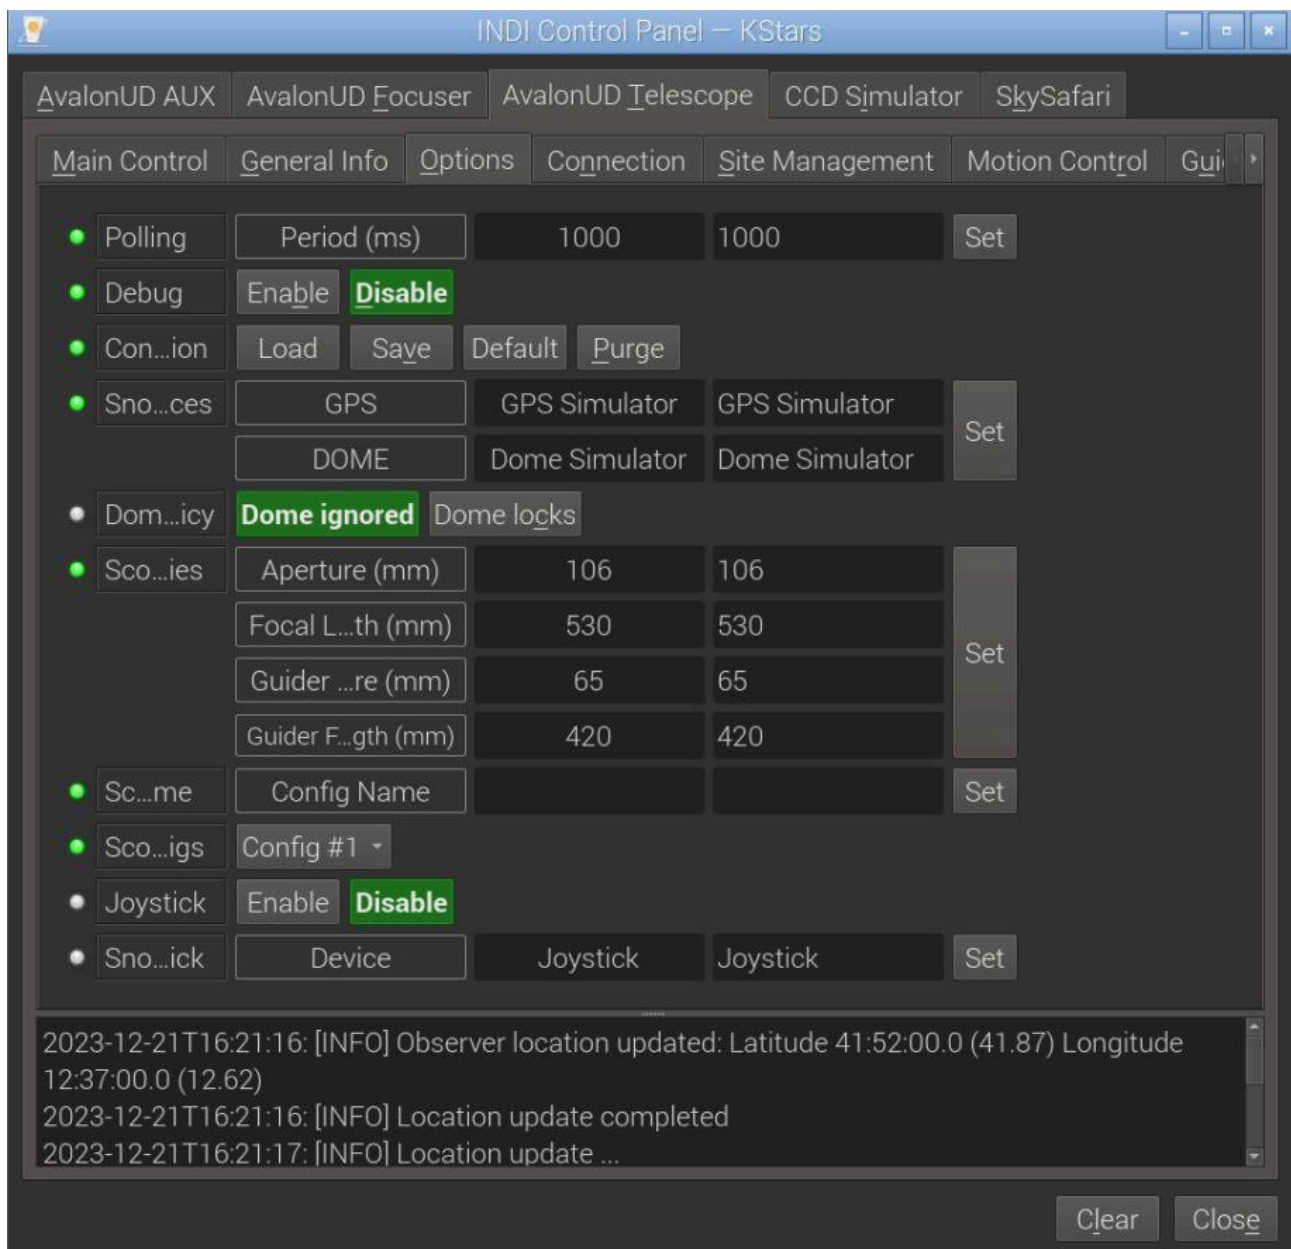 INDI Control Panel — KStars
AvalonUD AUX AvalonUD Focuser AvalonUD Telescope CCD Simulator SkySafari
Main Control General Info Options Connection Site Management Motion Control Gui
Polling Period (ms) 1000 1000 Set
Debug Enable Disable
Con...ion Load Save Default Purge
Sno...ces GPS GPS Simulator GPS Simulator
Set
DOME Dome Simulator Dome Simulator
Dom...icy Dome ignored Dome locks
Sco...ies Aperture (mm) 106 106
Focal L...th (mm) 530 530
Set
Guider ...re (mm) 65 65
Guider F...gth (mm) 420 420
Sc...me Config Name Set
Sco...igs Config #1
Joystick Enable Disable
Sno...ick Device Joystick Joystick Set
2023-12-21T16:21:16: [INFO] Observer location updated: Latitude 41:52:00.0 (41.87) Longitude
12:37:00.0 (12.62)
2023-12-21T16:21:16: [INFO] Location update completed
2023-12-21T16:21:17: [INFO] Location update ...
Clear Close